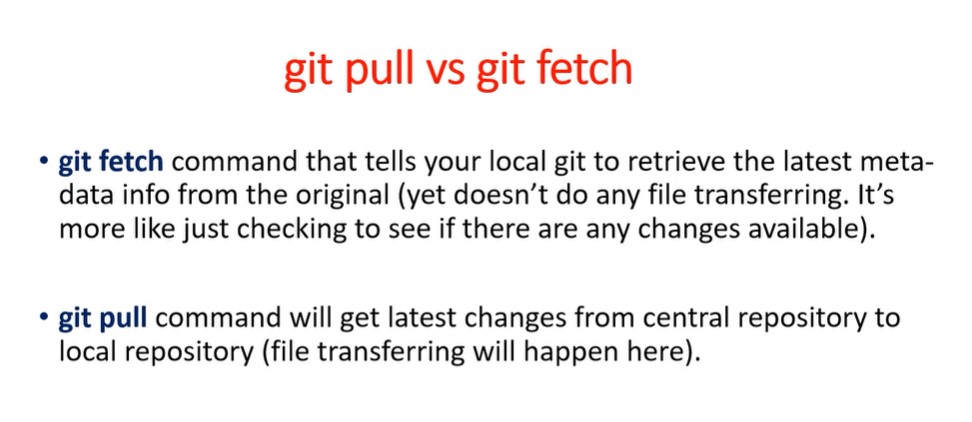 git pull vs git fetch
• git fetch command that tells your local git to retrieve the latest meta-
data info from the original (yet doesn’t do any file transferring. It’s
more like just checking to see if there are any changes available).
• git pull command will get latest changes from central repository to
local repository (file transferring will happen here).